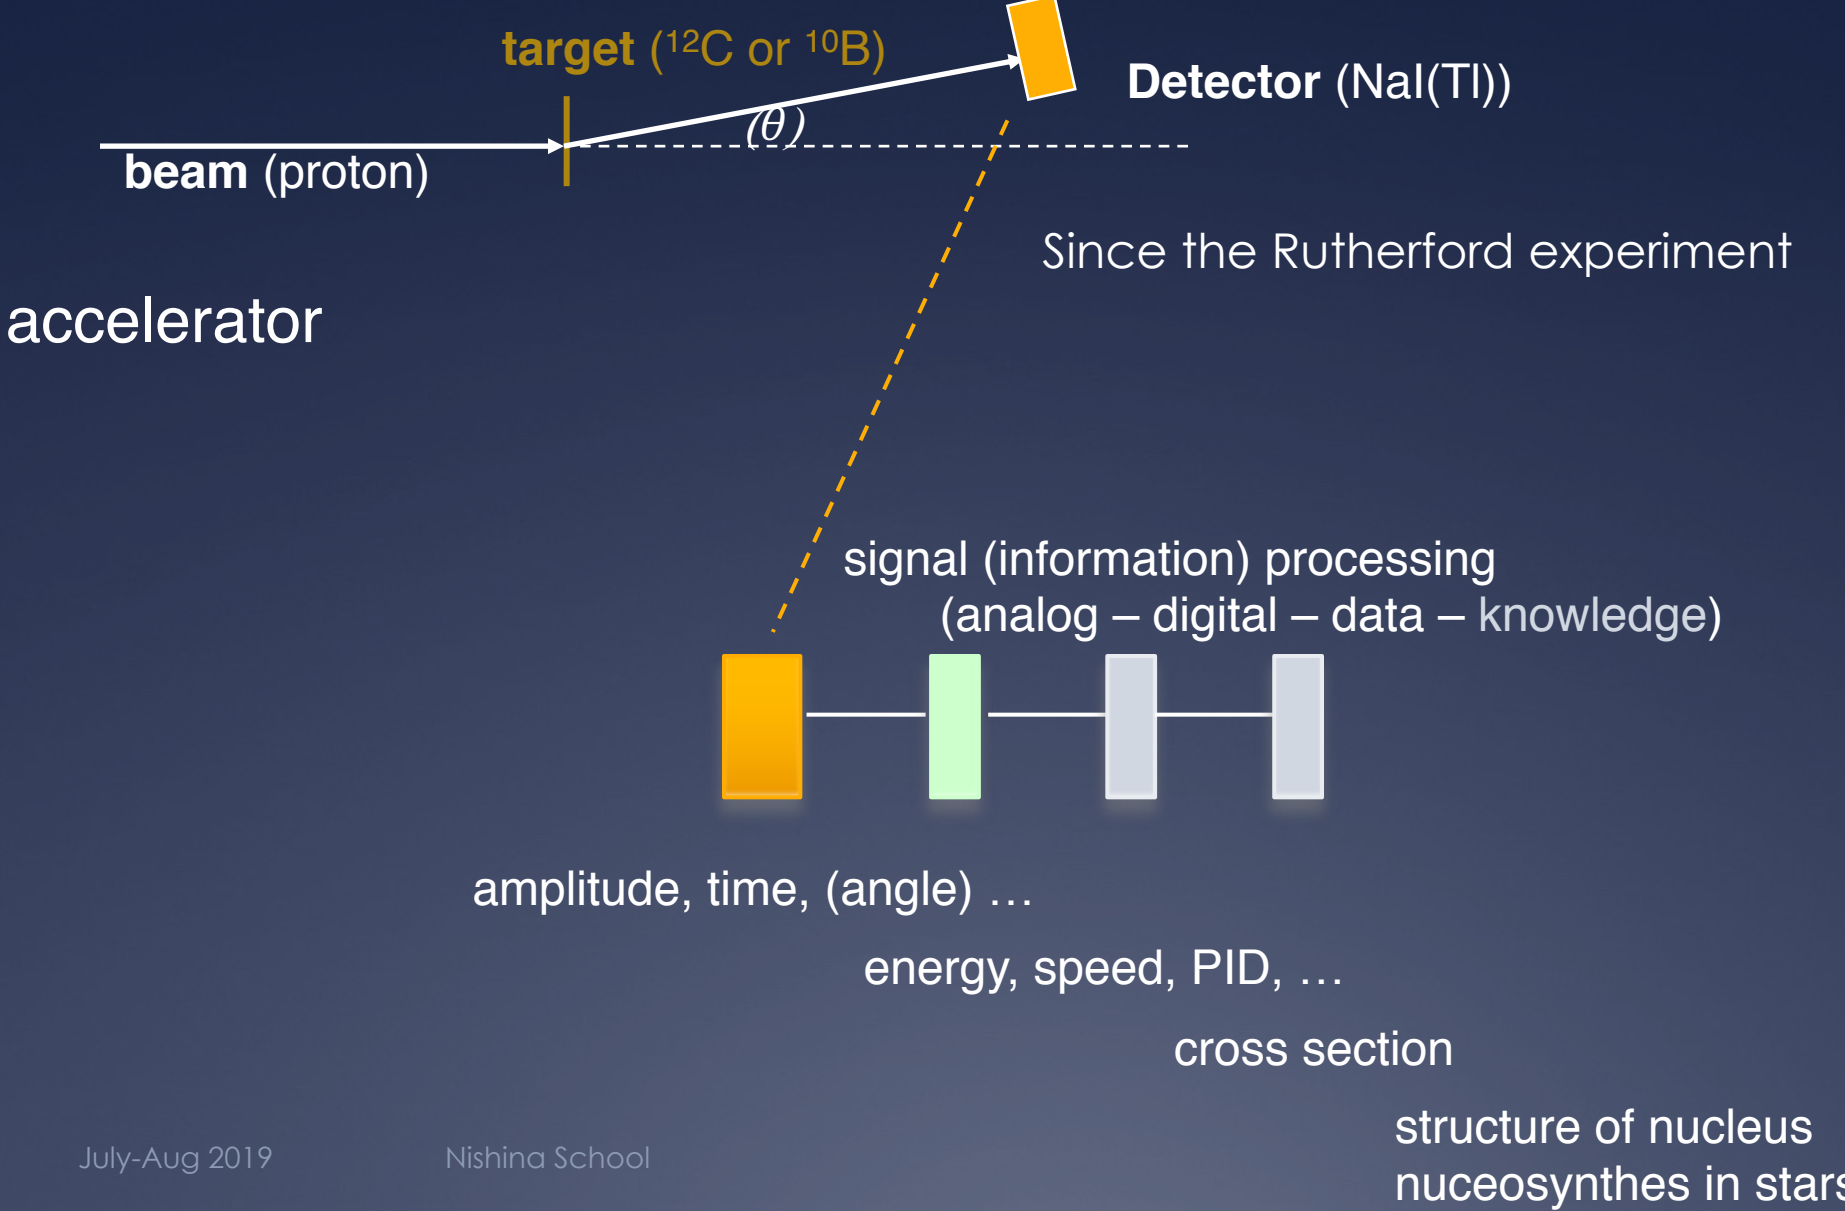 target (¹²C or ¹⁰B)
Detector (NaI(Tl))
(θ)
beam (proton)
Since the Rutherford experiment
accelerator
signal (information) processing
(analog – digital – data – knowledge)
amplitude, time, (angle) …
energy, speed, PID, …
cross section
structure of nucleus
nuceosynthes in stars
July-Aug 2019
Nishina School